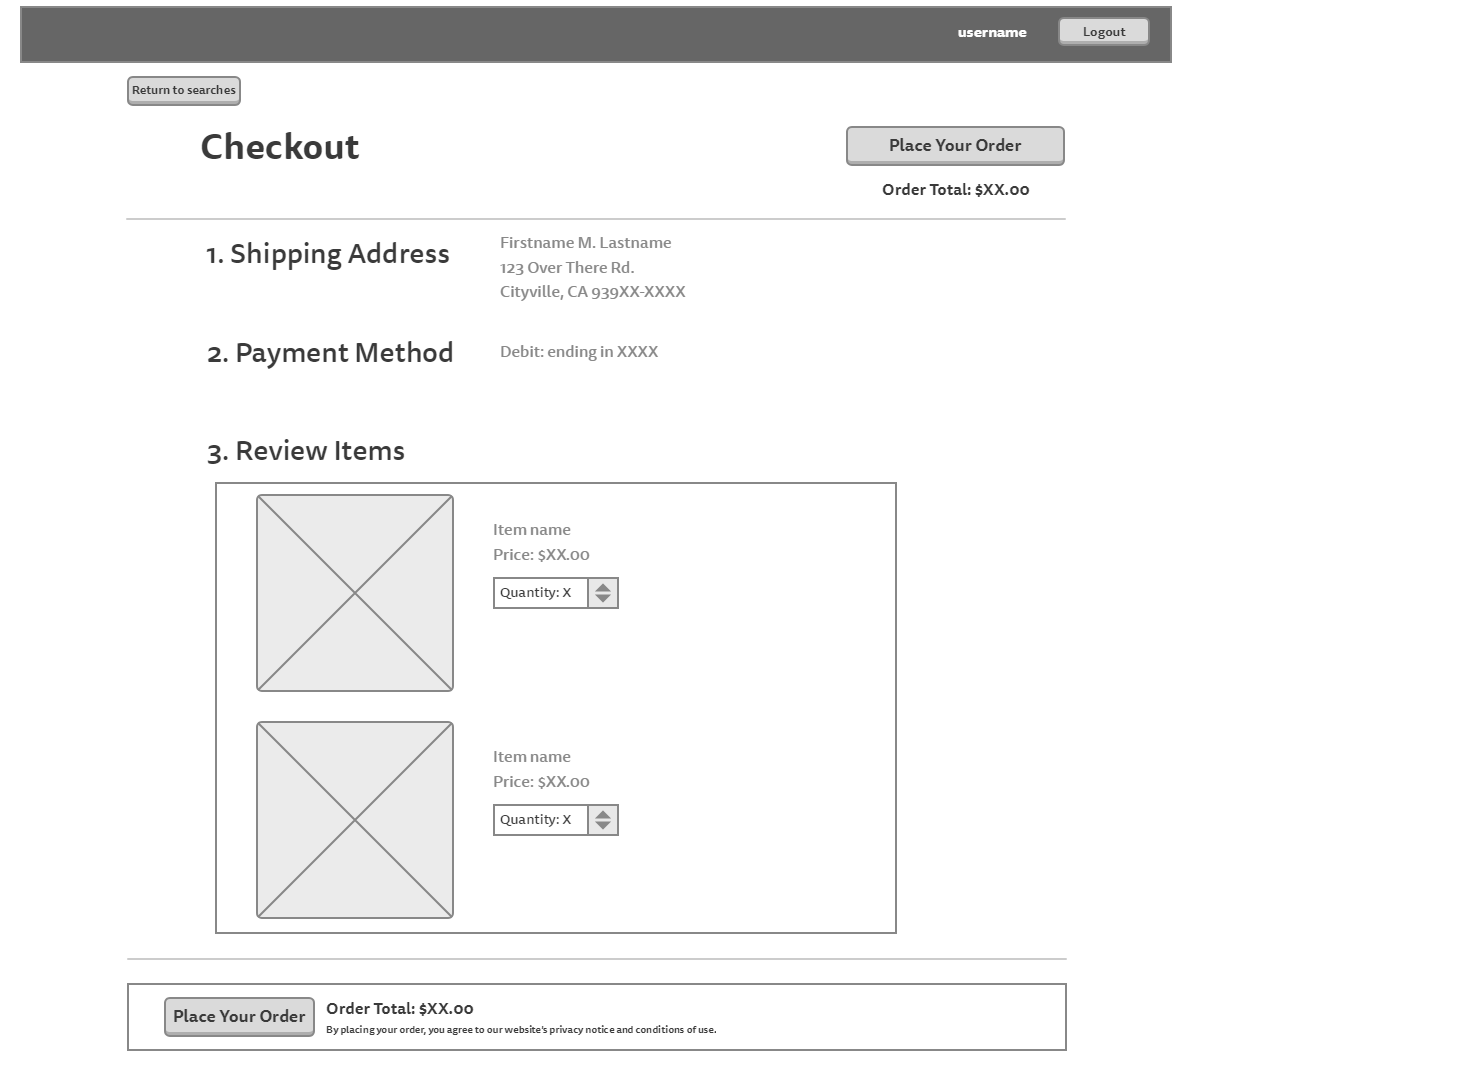 username
Logout
Return to searches
Checkout
Place Your Order
Order Total: $XX.00
1. Shipping Address
Firstname M. Lastname
123 Over There Rd.
Cityville, CA 939XX-XXXX
2. Payment Method
Debit: ending in XXXX
3. Review Items
Item name
Price: $XX.00
Quantity: X
Item name
Price: $XX.00
Quantity: X
Place Your Order
Order Total: $XX.00
By placing your order, you agree to our website's privacy notice and conditions of use.